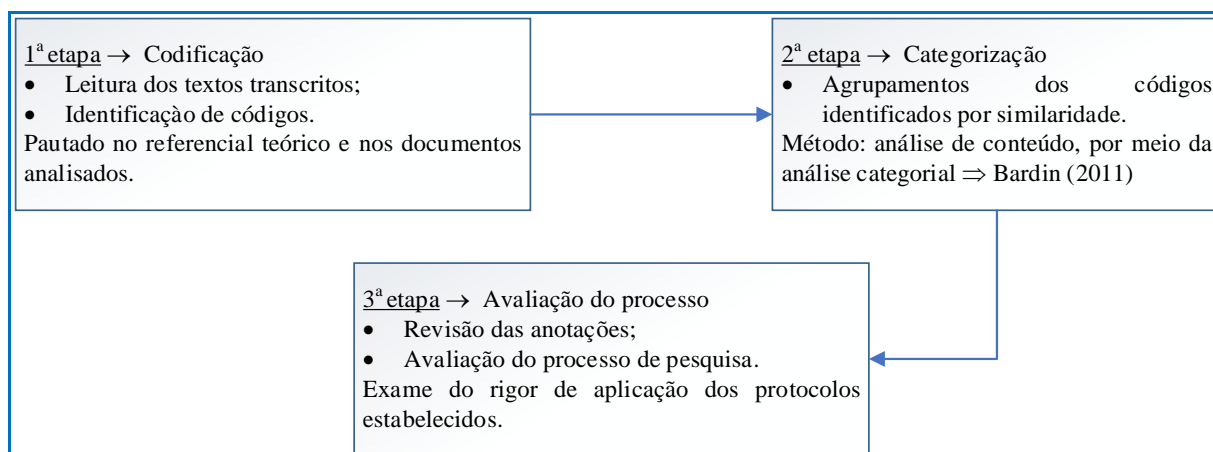 1ª etapa → Codificação
• Leitura dos textos transcritos;
• Identificaçào de códigos.
Pautado no referencial teórico e nos documentos
analisados.
2ª etapa → Categorização
• Agrupamentos dos códigos
identificados por similaridade.
Método: análise de conteúdo, por meio da
análise categorial ⇒ Bardin (2011)
3ª etapa → Avaliação do processo
• Revisão das anotações;
• Avaliação do processo de pesquisa.
Exame do rigor de aplicação dos protocolos
estabelecidos.